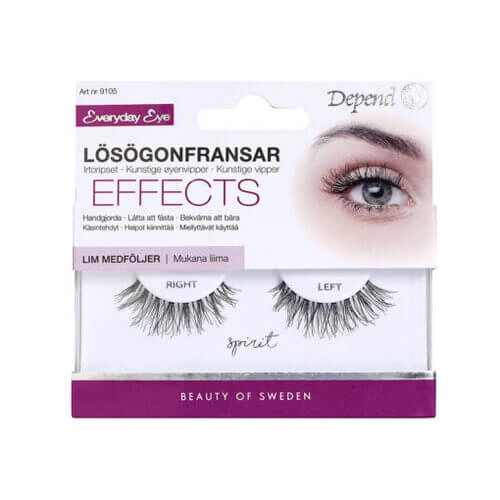 Art nr 9105
Depend
Everyday Eye
LÖSÖGONFRANSAR
Irtoripset · Kunstige øyenvipper · Kunstige vipper
EFFECTS
Handgjorda · Lätta att fästa · Bekväma att bära
Käsintehdyt · Helpot kiinnittää · Miellyttävät käyttää
LIM MEDFÖLJER | Mukana liima
RIGHT
LEFT
spirit
BEAUTY OF SWEDEN